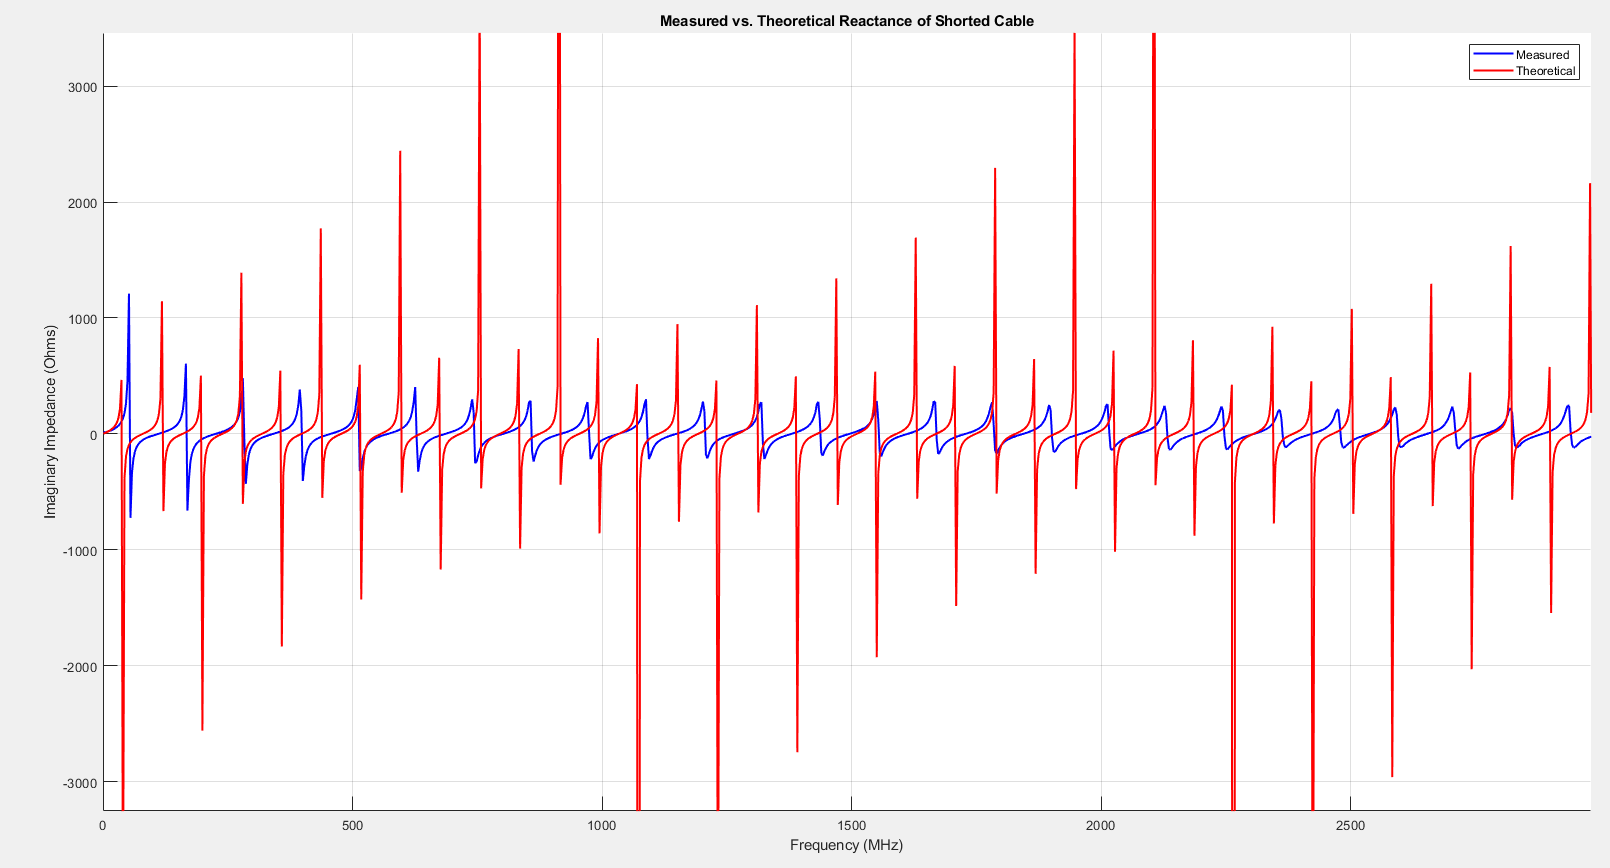 Measured vs. Theoretical Reactance of Shorted Cable
Measured
Theoretical
3000
2000
1000
0
-1000
-2000
-3000
Imaginary Impedance (Ohms)
0
500
1000
1500
2000
2500
Frequency (MHz)